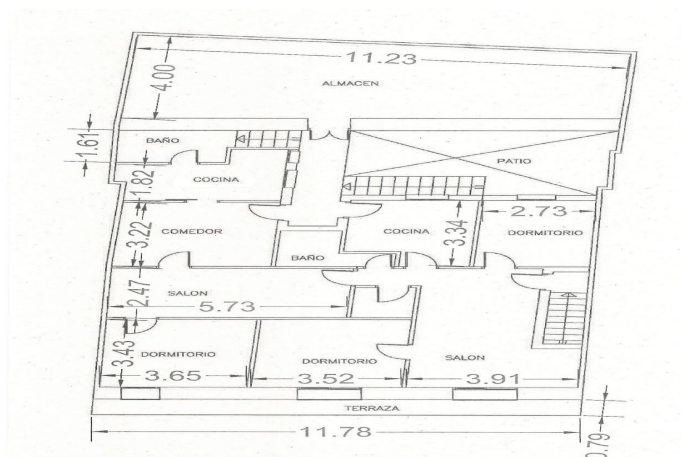 11.23
4.00
ALMACEN
1.61
BAÑO
PATIO
1.82
COCINA
2.73
3.22
COMEDOR
COCINA
3.34
DORMITORIO
BAÑO
2.47
SALON
5.73
3.43
DORMITORIO
DORMITORIO
SALON
3.65
3.52
3.91
TERRAZA
11.78
0.79